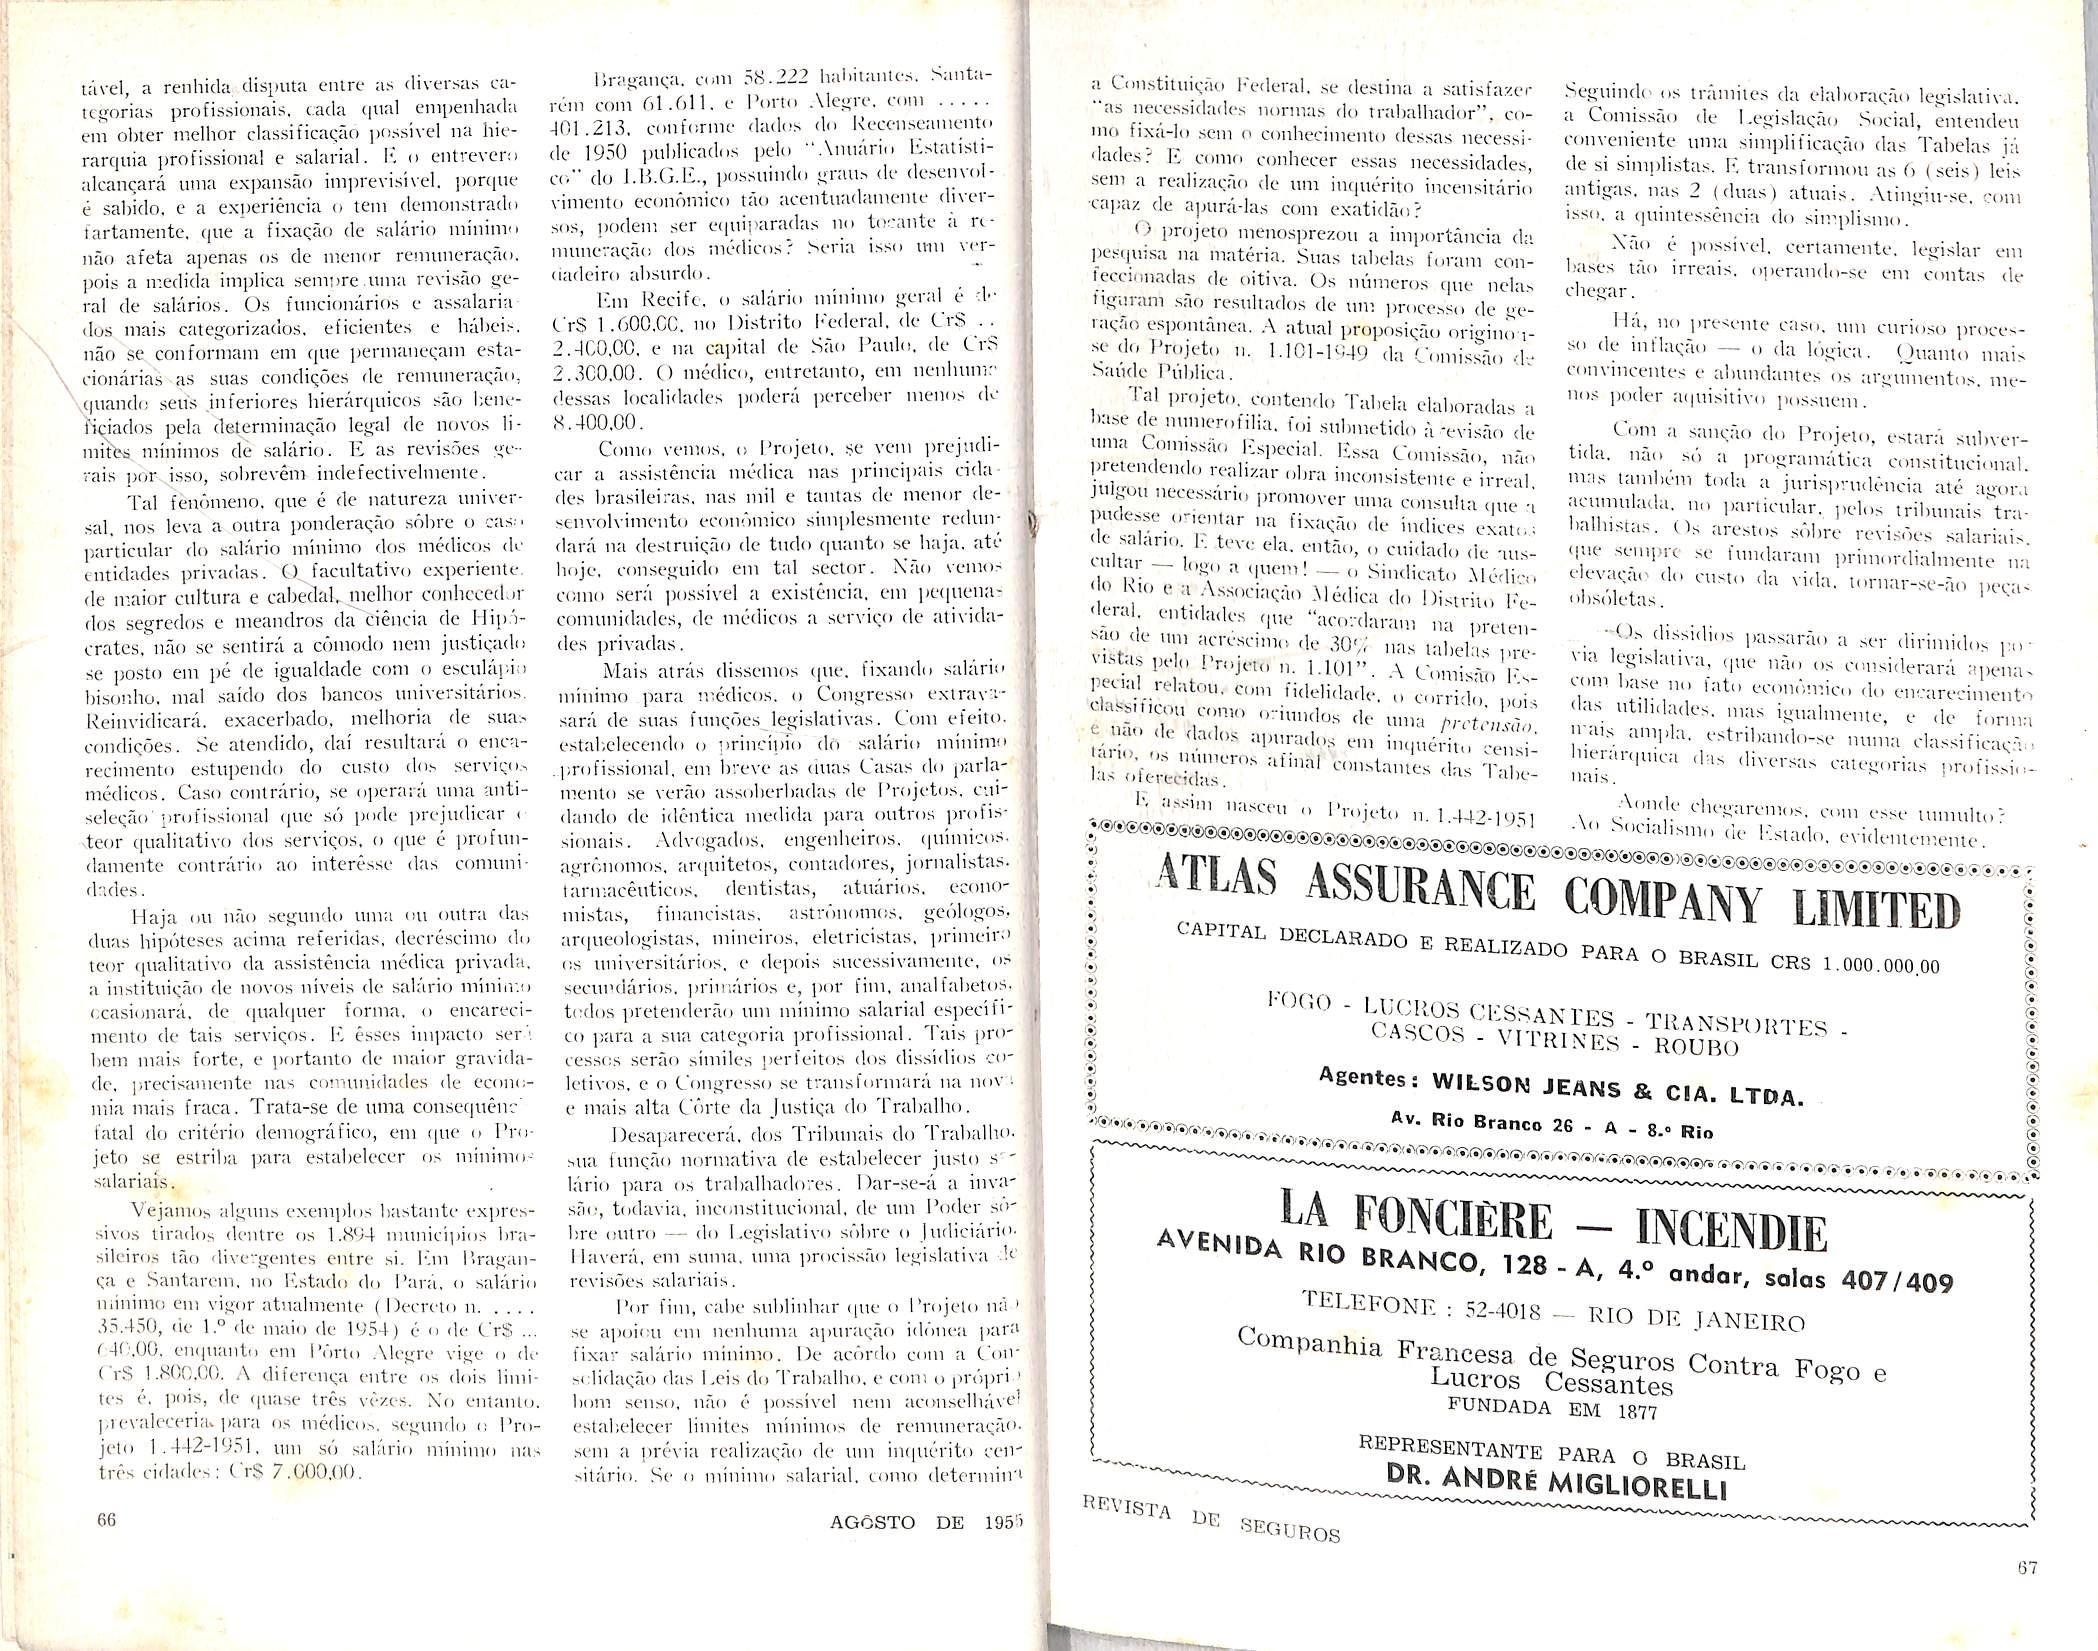 tável, a renhida disputa entre as diversas ca-
tegorias profissionais, cada qual empenhada
em obter melhor classificação possível na hie-
rarquia profissional e salarial. E o entrevero
alcançará uma expansão imprevisível, porque
é sabido, e a experiência o tem demonstrado
fartamente, que a fixação de salário mínimo
não afeta apenas os de menor remuneração,
pois a medida implica sempre uma revisão ge-
ral de salários. Os funcionários e assalaria-
dos mais categorizados, eficientes e hábeis,
não se conformam em que permaneçam esta-
cionárias as suas condições de remuneração,
quando seus inferiores hierárquicos são bene-
ficiados pela determinação legal de novos li-
mites mínimos de salário. E as revisões ge-
rais por isso, sobrevêm indefectivelmente.
Tal fenômeno, que é de natureza univer-
sal, nos leva a outra ponderação sôbre o caso
particular do salário mínimo dos médicos de
entidades privadas. O facultativo experiente,
de maior cultura e cabedal, melhor conhecedor
dos segredos e meandros da ciência de Hipó-
crates, não se sentirá a cômodo nem justiçado
se posto em pé de igualdade com o esculápio
bisonho, mal saído dos bancos universitários.
Reinvidicará, exacerbado, melhoria de suas
condições. Se atendido, daí resultará o enca-
recimento estupendo do custo dos serviços
médicos. Caso contrário, se operará uma anti-
seleção profissional que só pode prejudicar o
teor qualitativo dos serviços, o que é profun-
damente contrário ao interêsse das comuni-
dades.
Haja ou não segundo uma ou outra das
duas hipóteses acima referidas, decréscimo do
teor qualitativo da assistência médica privada,
a instituição de novos níveis de salário mínimo
ocasionará, de qualquer forma, o encareci-
mento de tais serviços. E êsses impacto será
bem mais forte, e portanto de maior gravida-
de, precisamente nas comunidades de econo-
mia mais fraca. Trata-se de uma consequênc
fatal do critério demográfico, em que o Pro-
jeto se estriba para estabelecer os mínimos
salariais.
Vejamos alguns exemplos bastante expres-
sivos tirados dentre os 1.894 municípios bra-
sileiros tão divergentes entre si. Em Bragan-
ça e Santarem, no Estado do Pará, o salário
mínimo em vigor atualmente (Decreto n. ....
35.450, de 1.º de maio de 1954) é o de Cr$ ...
640,00, enquanto em Pôrto Alegre vige o de
Cr$ 1.800,00. A diferença entre os dois limi-
tes é, pois, de quase três vêzes. No entanto,
prevaleceria para os médicos, segundo o Pro-
jeto 1.442-1951, um só salário mínimo nas
três cidades: Cr$ 7.000,00.
Bragança, com 58.222 habitantes, Santa-
rém com 61.611, e Porto Alegre, com .....
401.213, conforme dados do Recenseamento
de 1950 publicados pelo "Anuário Estatísti-
co" do I.B.G.E., possuindo graus de desenvol-
vimento econômico tão acentuadamente diver-
sos, podem ser equiparadas no tocante à re-
muneração dos médicos? Seria isso um ver-
dadeiro absurdo.
Em Recife, o salário mínimo geral é de
Cr$ 1.600,00, no Distrito Federal, de Cr$ ..
2.400,00, e na capital de São Paulo, de Cr$
2.300,00. O médico, entretanto, em nenhuma
dessas localidades poderá perceber menos de
8.400,00.
Como vemos, o Projeto, se vem prejudi-
car a assistência médica nas principais cida-
des brasileiras, nas mil e tantas de menor de-
senvolvimento econômico simplesmente redun-
dará na destruição de tudo quanto se haja, até
hoje, conseguido em tal sector. Não vemos
como será possível a existência, em pequenas
comunidades, de médicos a serviço de ativida-
des privadas.
Mais atrás dissemos que, fixando salário
mínimo para médicos, o Congresso extrava-
sará de suas funções legislativas. Com efeito,
estabelecendo o princípio do salário mínimo
profissional, em breve as duas Casas do parla-
mento se verão assoberbadas de Projetos, cui-
dando de idêntica medida para outros profis-
sionais. Advogados, engenheiros, químicos,
agrônomos, arquitetos, contadores, jornalistas,
farmacêuticos, dentistas, atuários, econo-
mistas, financistas, astrônomos, geólogos,
arqueologistas, mineiros, eletricistas, primeiro
os universitários, e depois sucessivamente, os
secundários, primários e, por fim, analfabetos,
todos pretenderão um mínimo salarial específi-
co para a sua categoria profissional. Tais pro-
cessos serão símiles perfeitos dos dissídios co-
letivos, e o Congresso se transformará na nova
e mais alta Côrte da Justiça do Trabalho.
Desaparecerá, dos Tribunais do Trabalho,
sua função normativa de estabelecer justo sa-
lário para os trabalhadores. Dar-se-á a inva-
são, todavia, inconstitucional, de um Poder sô-
bre outro — do Legislativo sôbre o Judiciário.
Haverá, em suma, uma procissão legislativa de
revisões salariais.
Por fim, cabe sublinhar que o Projeto não
se apoiou em nenhuma apuração idônea para
fixar salário mínimo. De acôrdo com a Con-
solidação das Leis do Trabalho, e com o próprio
bom senso, não é possível nem aconselhável
estabelecer limites mínimos de remuneração,
sem a prévia realização de um inquérito cen-
sitário. Se o mínimo salarial, como determina
66
AGÔSTO DE 1955
a Constituição Federal, se destina a satisfazer
"as necessidades normas do trabalhador", co-
mo fixá-lo sem o conhecimento dessas necessi-
dades? E como conhecer essas necessidades,
sem a realização de um inquérito incensitário
capaz de apurá-las com exatidão?
O projeto menosprezou a importância da
pesquisa na matéria. Suas tabelas foram con-
feccionadas de oitiva. Os números que nelas
figuram são resultados de um processo de ge-
ração espontânea. A atual proposição originou-
se do Projeto n. 1.101-1949 da Comissão de
Saúde Pública.
Tal projeto, contendo Tabela elaboradas a
base de numerofilia, foi submetido à revisão de
uma Comissão Especial. Essa Comissão, não
pretendendo realizar obra inconsistente e irreal,
julgou necessário promover uma consulta que a
pudesse orientar na fixação de índices exatos
de salário. E teve ela, então, o cuidado de aus-
cultar — logo a quem! — o Sindicato Médico
do Rio e a Associação Médica do Distrito Fe-
deral, entidades que "acordaram na preten-
são de um acréscimo de 30% nas tabelas pre-
vistas pelo Projeto n. 1.101". A Comisão Es-
pecial relatou, com fidelidade, o corrido, pois
classificou como oriundos de uma pretensão,
e não de dados apurados em inquérito censi-
tário, os números afinal constantes das Tabe-
las oferecidas.
E assim nasceu o Projeto n. 1.442-1951
Seguindo os trâmites da elaboração legislativa,
a Comissão de Legislação Social, entendeu
conveniente uma simplificação das Tabelas já
de si simplistas. E transformou as 6 (seis) leis
antigas, nas 2 (duas) atuais. Atingiu-se, com
isso, a quintessência do simplismo.
Não é possível, certamente, legislar em
bases tão irreais, operando-se em contas de
chegar.
Há, no presente caso, um curioso proces-
so de inflação — o da lógica. Quanto mais
convincentes e abundantes os argumentos, me-
nos poder aquisitivo possuem.
Com a sanção do Projeto, estará subver-
tida, não só a programática constitucional,
mas também toda a jurisprudência até agora
acumulada, no particular, pelos tribunais tra-
balhistas. Os arestos sôbre revisões salariais,
que sempre se fundaram primordialmente na
elevação do custo da vida, tornar-se-ão peças
obsóletas.
Os dissidios passarão a ser dirimidos por
via legislativa, que não os considerará apenas
com base no fato econômico do encarecimento
das utilidades, mas igualmente, e de forma
mais ampla, estribando-se numa classificação
hierárquica das diversas categorias profissio-
nais.
Aonde chegaremos, com esse tumulto?
Ao Socialismo de Estado, evidentemente.
ATLAS ASSURANCE COMPANY LIMITED
CAPITAL DECLARADO E REALIZADO PARA O BRASIL CRS 1.000.000,00
FOGO - LUCROS CESSANTES - TRANSPORTES -
CASCOS - VITRINES - ROUBO
Agentes: WILSON JEANS & CIA. LTDA.
Av. Rio Branco 26 - A - 8.º Rio
LA FONCIÈRE — INCENDIE
AVENIDA RIO BRANCO, 128 - A, 4.º andar, salas 407/409
TELEFONE : 52-4018 — RIO DE JANEIRO
Companhia Francesa de Seguros Contra Fogo e
Lucros Cessantes
FUNDADA EM 1877
REPRESENTANTE PARA O BRASIL
DR. ANDRÉ MIGLIORELLI
REVISTA DE SEGUROS
67